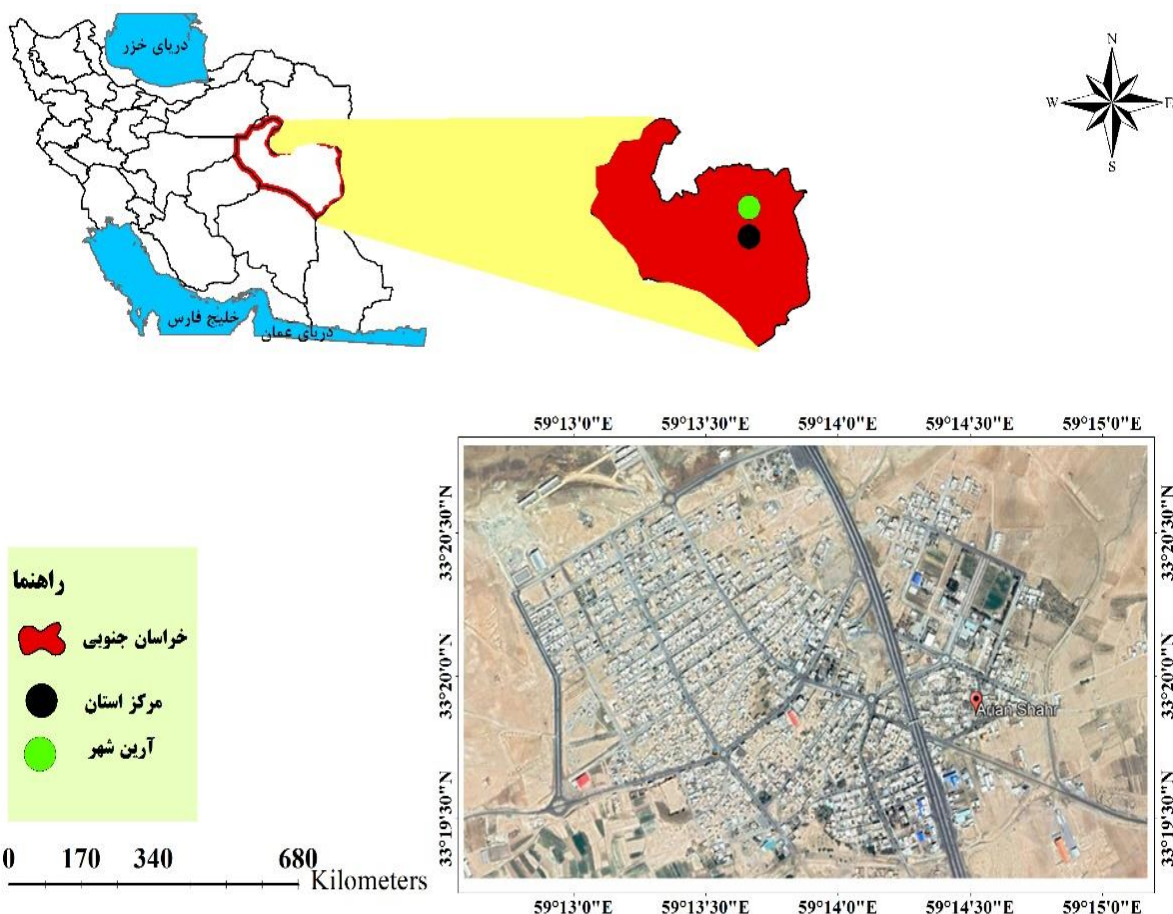 دریای خزر
خلیج فارس
دریای عمان
N
W
E
S
59°13'0"E 59°13'30"E 59°14'0"E 59°14'30"E 59°15'0"E
33°20'30"N
33°20'0"N
33°19'30"N
33°20'30"N
33°20'0"N
33°19'30"N
Arian Shahr
59°13'0"E 59°13'30"E 59°14'0"E 59°14'30"E 59°15'0"E
راهنما
خراسان جنوبی
مرکز استان
آرین شهر
0 170 340 680
Kilometers